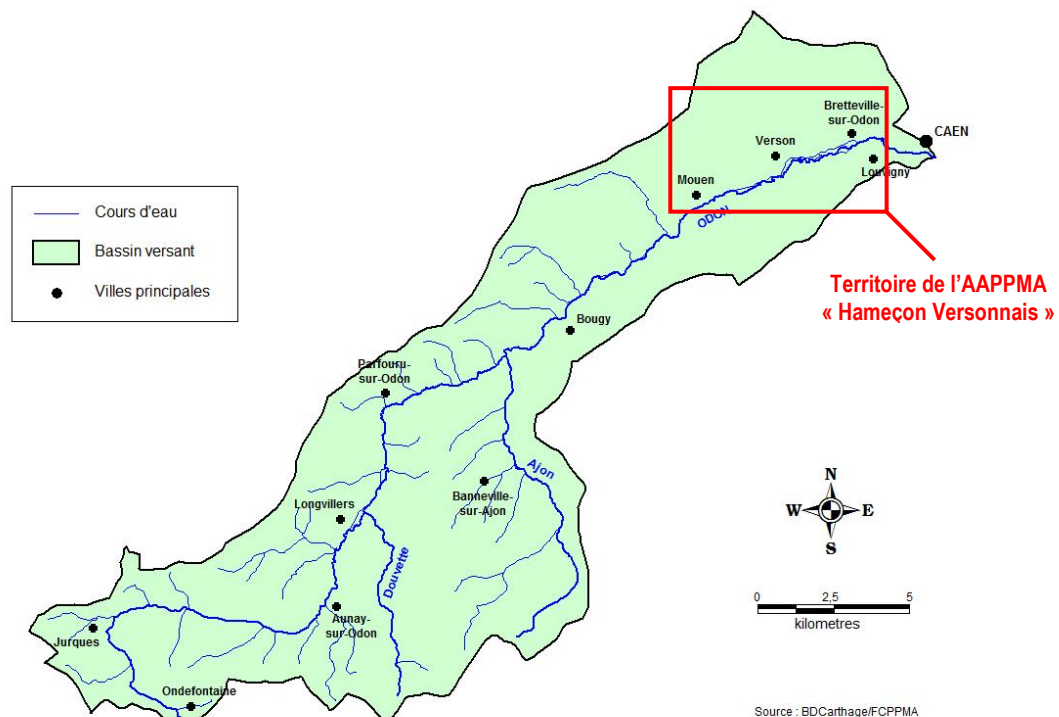 Bretteville-
sur-Odon
CAEN
Verson
Louvigny
Mouen
ODON
Cours d'eau
Bassin versant
Villes principales
Territoire de l'AAPPMA
« Hameçon Versonnais »
Bougy
Parfouru-
sur-Odon
Ajon
Banneville-
sur-Ajon
Longvillers
N
W
E
S
Douvette
0
2,5
5
kilometres
Aunay-
sur-Odon
Jurques
Ondefontaine
Source : BDCarthage/FCPPMA